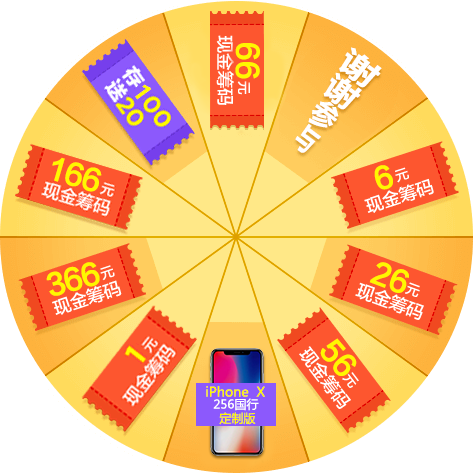 66元
现金筹码
谢谢参与
6元
现金筹码
26元
现金筹码
56元
现金筹码
iPhone X
256国行
定制版
1元
现金筹码
366元
现金筹码
166元
现金筹码
存100
送20